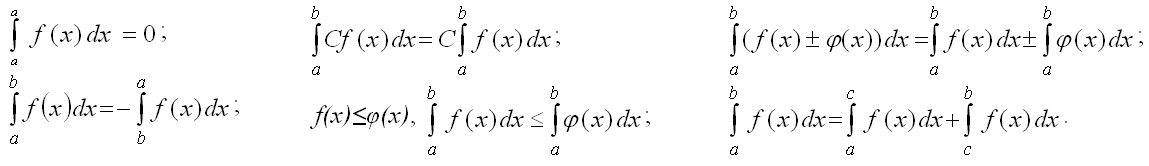 ∫_a^a f(x)dx = 0; ∫_a^b Cf(x)dx = C∫_a^b f(x)dx; ∫_a^b (f(x) ± φ(x))dx = ∫_a^b f(x)dx ± ∫_a^b φ(x)dx;
∫_a^b f(x)dx = −∫_b^a f(x)dx; f(x)≤φ(x), ∫_a^b f(x)dx ≤ ∫_a^b φ(x)dx; ∫_a^b f(x)dx = ∫_a^c f(x)dx + ∫_c^b f(x)dx.